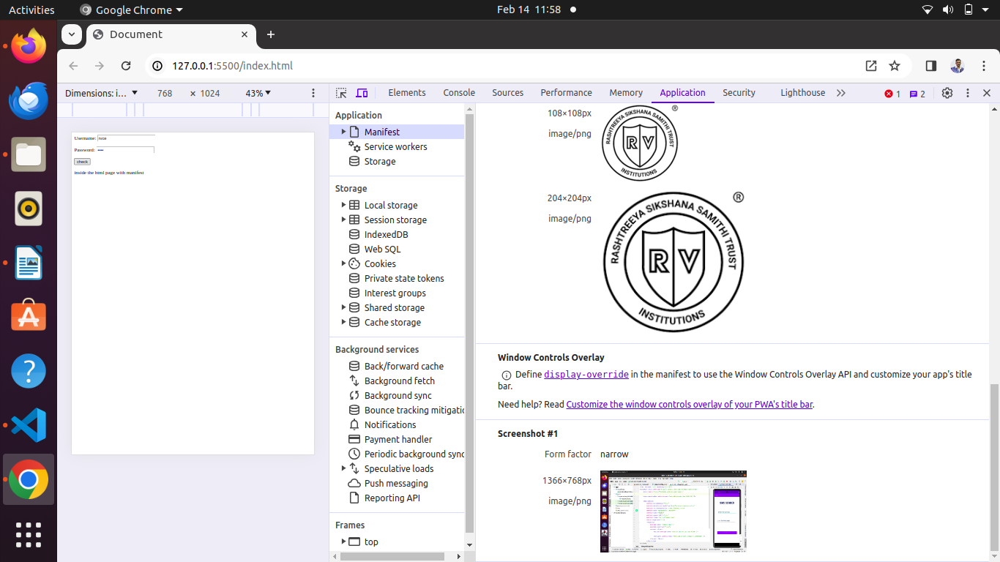 Activities
Google Chrome
Feb 14 11:58
Document
127.0.0.1:5500/index.html
Dimensions: i…
768
× 1024
43%
Elements
Console
Sources
Performance
Memory
Application
Security
Lighthouse
1
2
Username:
rvce
Password:
••••
check
inside the html page with manifest
Application
Manifest
Service workers
Storage
Storage
Local storage
Session storage
IndexedDB
Web SQL
Cookies
Private state tokens
Interest groups
Shared storage
Cache storage
Background services
Back/forward cache
Background fetch
Background sync
Bounce tracking mitigatio
Notifications
Payment handler
Periodic background sync
Speculative loads
Push messaging
Reporting API
Frames
top
108×108px
image/png
RASHTREEYA SIKSHANA SAMITHI TRUST
®
RV
INSTITUTIONS
204×204px
image/png
RASHTREEYA SIKSHANA SAMITHI TRUST
®
RV
INSTITUTIONS
Window Controls Overlay
Define display-override in the manifest to use the Window Controls Overlay API and customize your app's title
bar.
Need help? Read Customize the window controls overlay of your PWA's title bar.
Screenshot #1
Form factor
narrow
1366×768px
image/png